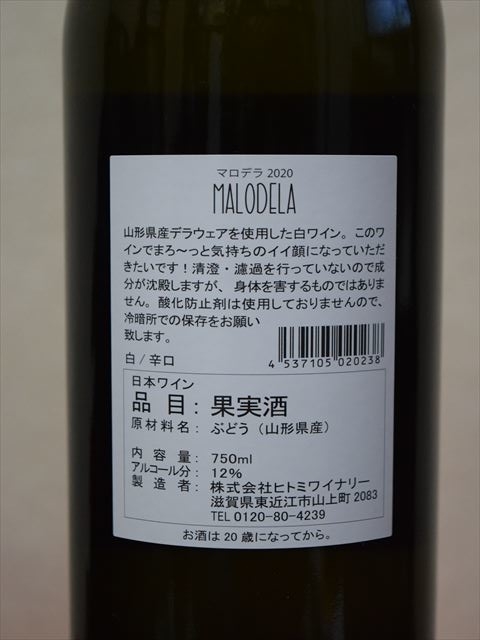 マロデラ 2020
MALODELA
山形県産デラウェアを使用した白ワイン。このワ
インでまろ～っと気持ちのイイ顔になっていただ
きたいです！清澄・濾過を行っていないので成
分が沈殿しますが、身体を害するものではありま
せん。酸化防止剤は使用しておりませんので、
冷暗所での保存をお願い
致します。
白/辛口
4 537105 020238
日本ワイン
品 目：果実酒
原材料名：ぶどう（山形県産）
内 容 量：750ml
アルコール分：12%
製 造 者：株式会社ヒトミワイナリー
滋賀県東近江市山上町 2083
TEL 0120-80-4239
お酒は 20 歳になってから。